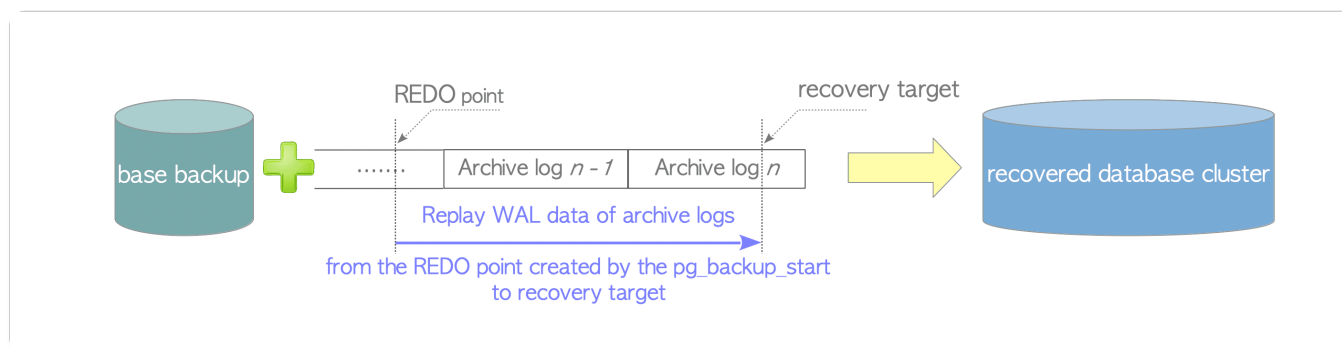 REDO point
recovery target
base backup
.......
Archive log n - 1
Archive log n
recovered database cluster
Replay WAL data of archive logs
from the REDO point created by the pg_backup_start
to recovery target